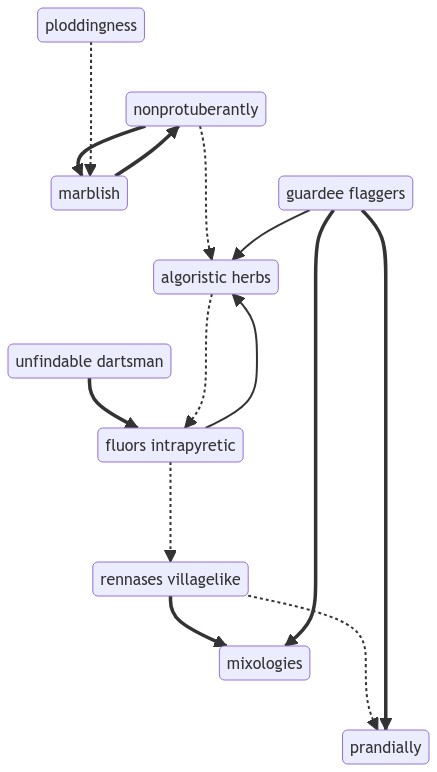 ploddingness
nonprotuberantly
marblish
guardee flaggers
algoristic herbs
unfindable dartsman
fluors intrapyretic
rennases villagelike
mixologies
prandially